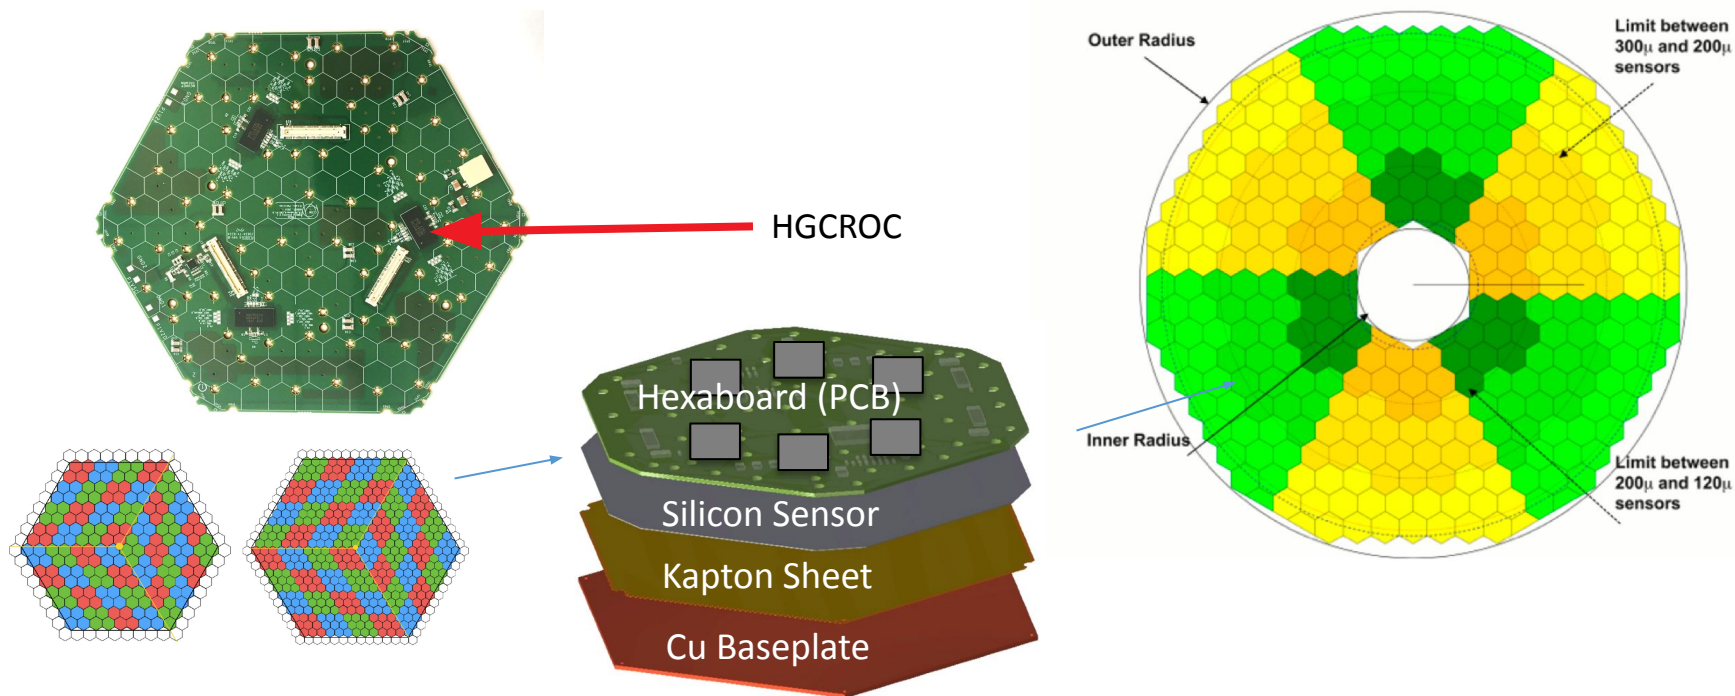 HGCROC
Hexaboard (PCB)
Silicon Sensor
Kapton Sheet
Cu Baseplate
Outer Radius
Limit between
300μ and 200μ
sensors
Inner Radius
Limit between
200μ and 120μ
sensors